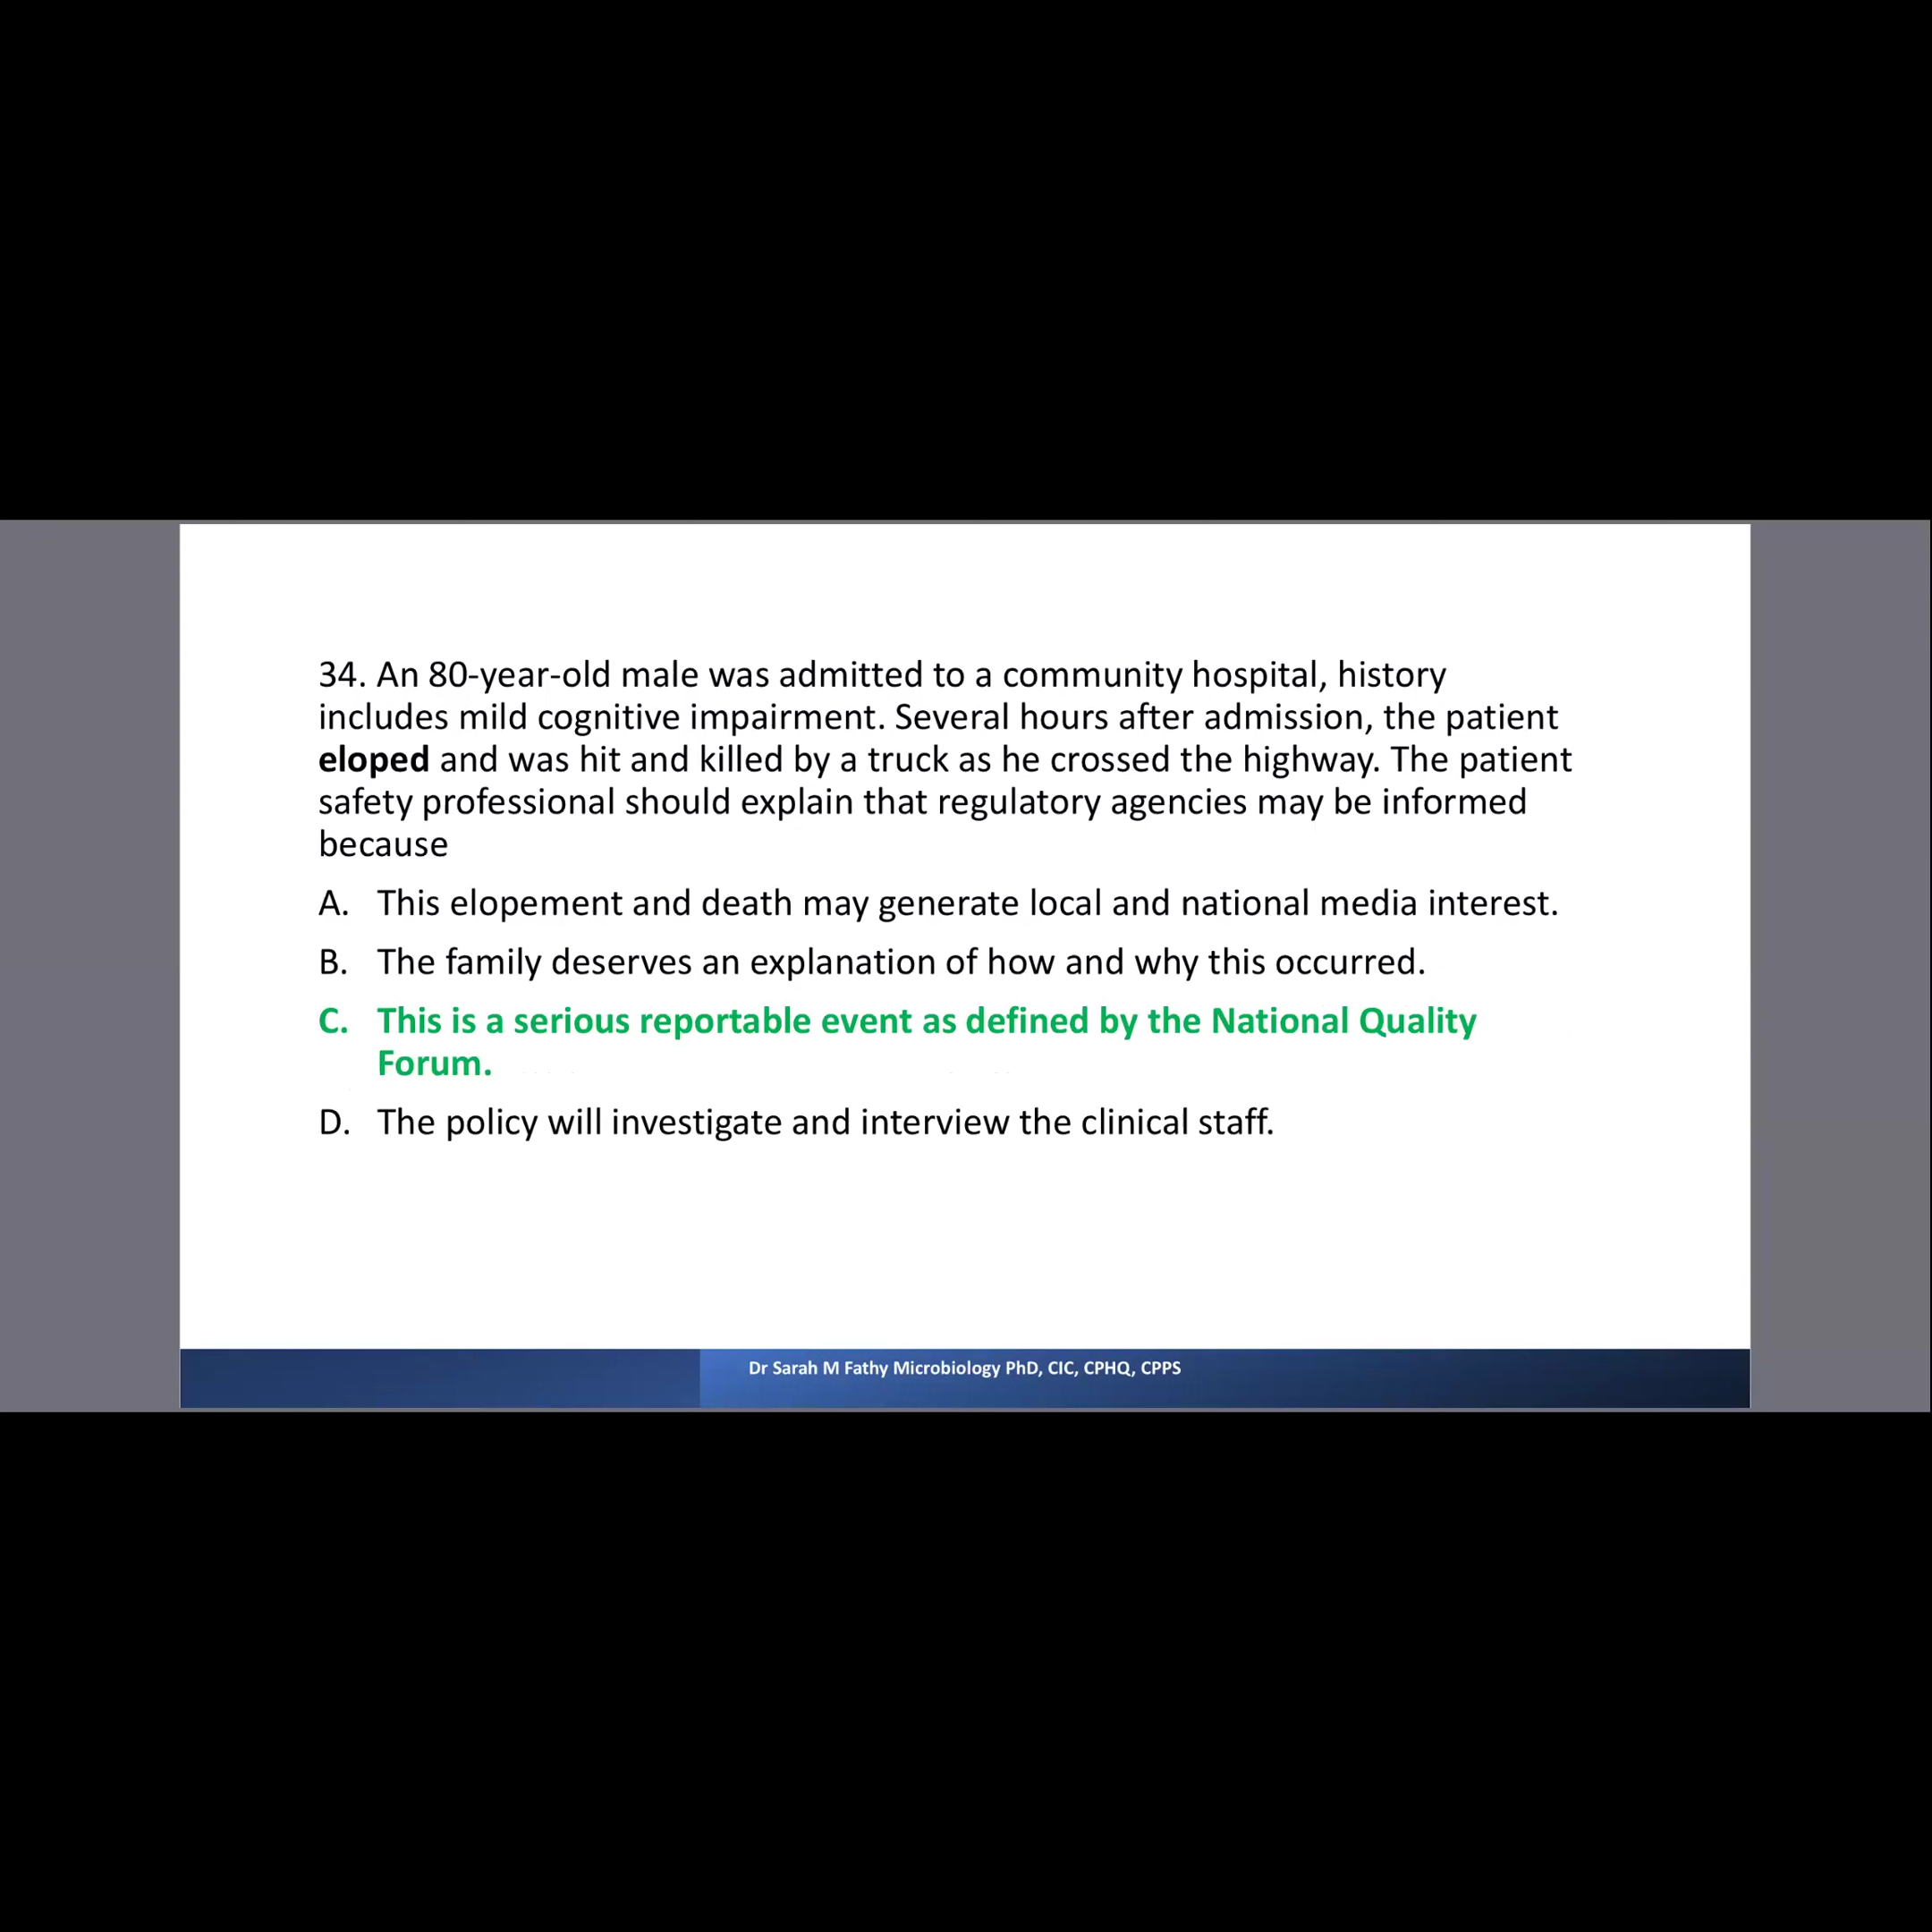 34. An 80-year-old male was admitted to a community hospital, history
includes mild cognitive impairment. Several hours after admission, the patient
eloped and was hit and killed by a truck as he crossed the highway. The patient
safety professional should explain that regulatory agencies may be informed
because
A. This elopement and death may generate local and national media interest.
B. The family deserves an explanation of how and why this occurred.
C. This is a serious reportable event as defined by the National Quality
Forum.
D. The policy will investigate and interview the clinical staff.
Dr Sarah M Fathy Microbiology PhD, CIC, CPHQ, CPPS